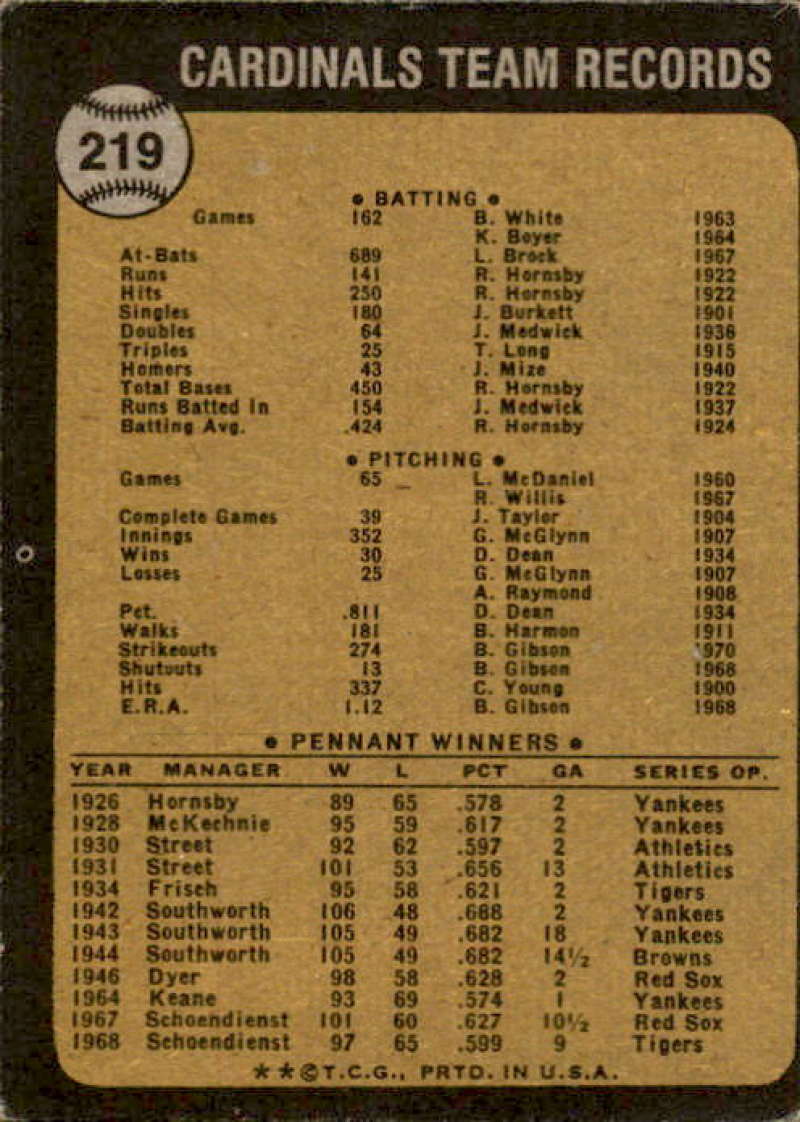 CARDINALS TEAM RECORDS
219
• BATTING •
Games 162 B. White 1963
K. Boyer 1964
At-Bats 689 L. Brock 1967
Runs 141 R. Hornsby 1922
Hits 250 R. Hornsby 1922
Singles 180 J. Burkett 1901
Doubles 64 J. Medwick 1936
Triples 25 T. Long 1915
Homers 43 J. Mize 1940
Total Bases 450 R. Hornsby 1922
Runs Batted In 154 J. Medwick 1937
Batting Avg. .424 R. Hornsby 1924
• PITCHING •
Games 65 L. McDaniel 1960
R. Willis 1967
Complete Games 39 J. Taylor 1904
Innings 352 G. McGlynn 1907
Wins 30 D. Dean 1934
Losses 25 G. McGlynn 1907
A. Raymond 1908
Pct. .811 D. Dean 1934
Walks 181 B. Harmon 1911
Strikeouts 274 B. Gibson 1970
Shutouts 13 B. Gibson 1968
Hits 337 C. Young 1900
E.R.A. 1.12 B. Gibson 1968
• PENNANT WINNERS •
YEAR MANAGER W L PCT GA SERIES OP.
1926 Hornsby 89 65 .578 2 Yankees
1928 McKechnie 95 59 .617 2 Yankees
1930 Street 92 62 .597 2 Athletics
1931 Street 101 53 .656 13 Athletics
1934 Frisch 95 58 .621 2 Tigers
1942 Southworth 106 48 .688 2 Yankees
1943 Southworth 105 49 .682 18 Yankees
1944 Southworth 105 49 .682 14½ Browns
1946 Dyer 98 58 .628 2 Red Sox
1964 Keane 93 69 .574 1 Yankees
1967 Schoendienst 101 60 .627 10½ Red Sox
1968 Schoendienst 97 65 .599 9 Tigers
★★©T.C.G., PRTD. IN U.S.A.